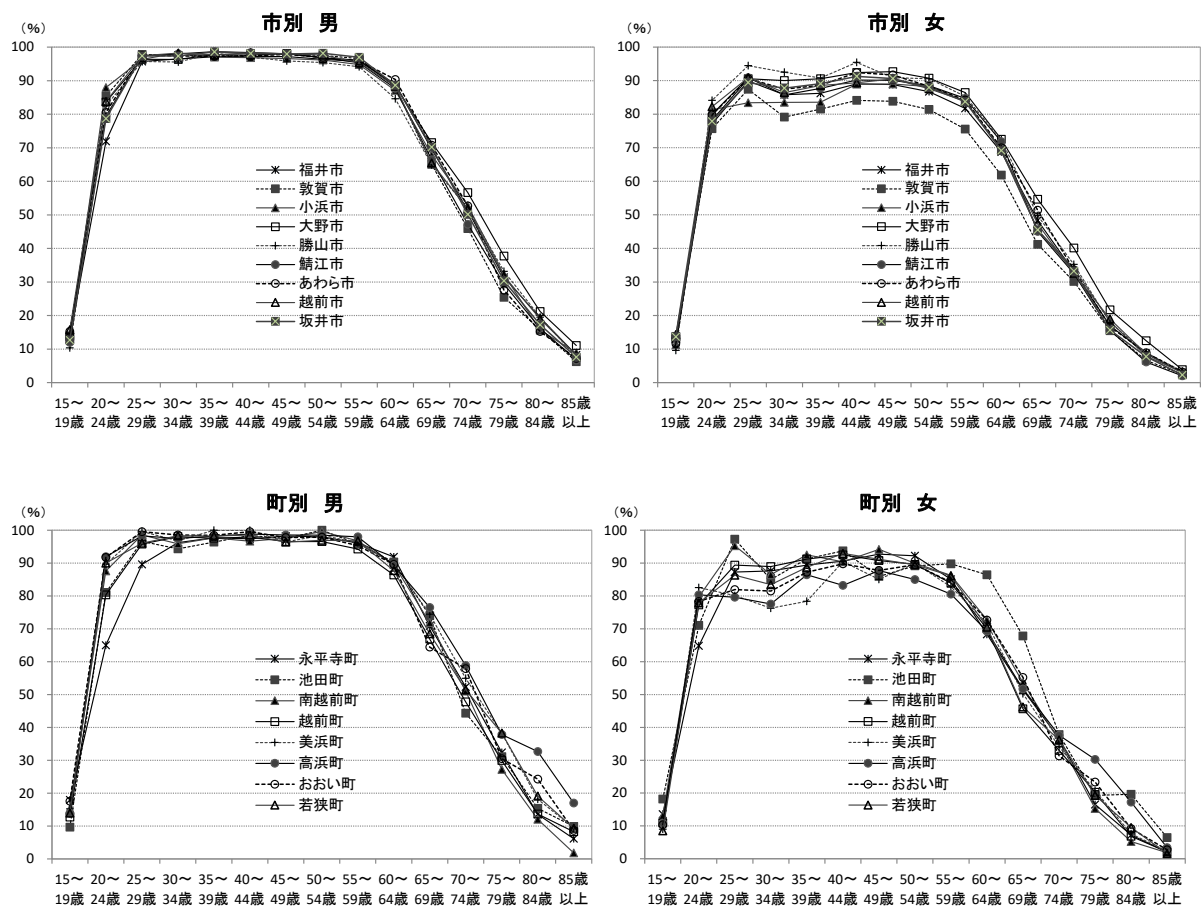 市別 男
(%)
100
90
80
70
60
50
40
30
20
10
0
福井市
敦賀市
小浜市
大野市
勝山市
鯖江市
あわら市
越前市
坂井市
15～ 20～ 25～ 30～ 35～ 40～ 45～ 50～ 55～ 60～ 65～ 70～ 75～ 80～ 85歳
19歳 24歳 29歳 34歳 39歳 44歳 49歳 54歳 59歳 64歳 69歳 74歳 79歳 84歳 以上
市別 女
(%)
100
90
80
70
60
50
40
30
20
10
0
福井市
敦賀市
小浜市
大野市
勝山市
鯖江市
あわら市
越前市
坂井市
15～ 20～ 25～ 30～ 35～ 40～ 45～ 50～ 55～ 60～ 65～ 70～ 75～ 80～ 85歳
19歳 24歳 29歳 34歳 39歳 44歳 49歳 54歳 59歳 64歳 69歳 74歳 79歳 84歳 以上
町別 男
(%)
100
90
80
70
60
50
40
30
20
10
0
永平寺町
池田町
南越前町
越前町
美浜町
高浜町
おおい町
若狭町
15～ 20～ 25～ 30～ 35～ 40～ 45～ 50～ 55～ 60～ 65～ 70～ 75～ 80～ 85歳
19歳 24歳 29歳 34歳 39歳 44歳 49歳 54歳 59歳 64歳 69歳 74歳 79歳 84歳 以上
町別 女
(%)
100
90
80
70
60
50
40
30
20
10
0
永平寺町
池田町
南越前町
越前町
美浜町
高浜町
おおい町
若狭町
15～ 20～ 25～ 30～ 35～ 40～ 45～ 50～ 55～ 60～ 65～ 70～ 75～ 80～ 85歳
19歳 24歳 29歳 34歳 39歳 44歳 49歳 54歳 59歳 64歳 69歳 74歳 79歳 84歳 以上